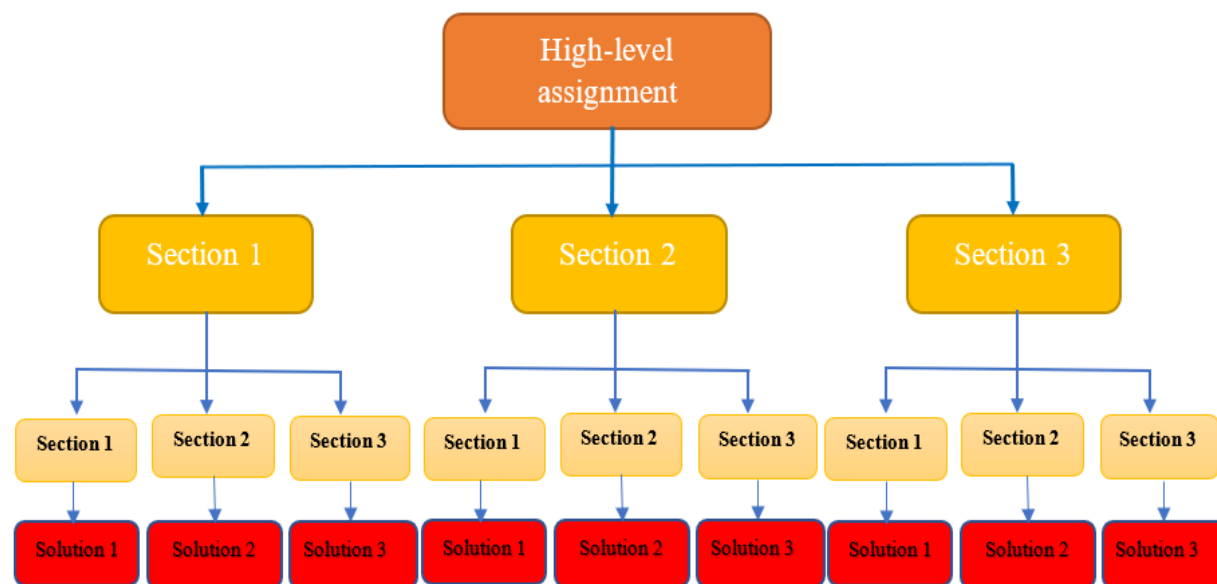 High-level
assignment
Section 1
Section 2
Section 3
Section 1
Section 2
Section 3
Section 1
Section 2
Section 3
Section 1
Section 2
Section 3
Solution 1
Solution 2
Solution 3
Solution 1
Solution 2
Solution 3
Solution 1
Solution 2
Solution 3